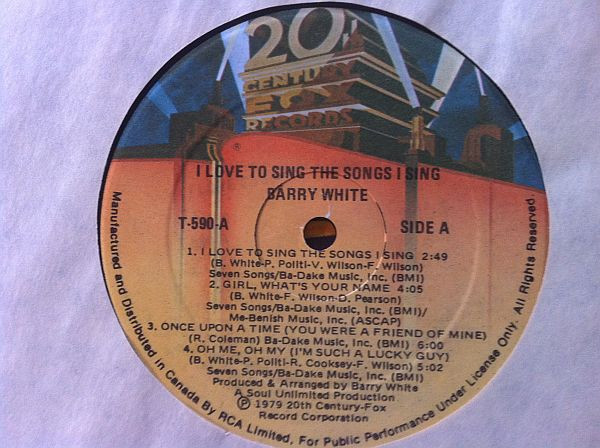 20th
CENTURY
FOX
RECORDS
®
I LOVE TO SING THE SONGS I SING
BARRY WHITE
T-590-A
SIDE A
1. I LOVE TO SING THE SONGS I SING 2:49
(B. White-P. Politi-V. Wilson-F. Wilson)
Seven Songs/Ba-Dake Music, Inc. (BMI)
2. GIRL, WHAT'S YOUR NAME 4:05
(B. White-F. Wilson-D. Pearson)
Seven Songs/Ba-Dake Music, Inc. (BMI)/
Me-Benish Music, Inc. (ASCAP)
3. ONCE UPON A TIME (YOU WERE A FRIEND OF MINE)
(R. Coleman) Ba-Dake Music, Inc. (BMI) 6:00
4. OH ME, OH MY (I'M SUCH A LUCKY GUY)
(B. White-P. Politi-R. Cooksey-F. Wilson) 5:02
Seven Songs/Ba-Dake Music, Inc. (BMI)
Produced & Arranged by Barry White
A Soul Unlimited Production
℗ 1979 20th Century-Fox
Record Corporation
Manufactured and Distributed in Canada By RCA Limited, For Public Performance Under License Only. All Rights Reserved.